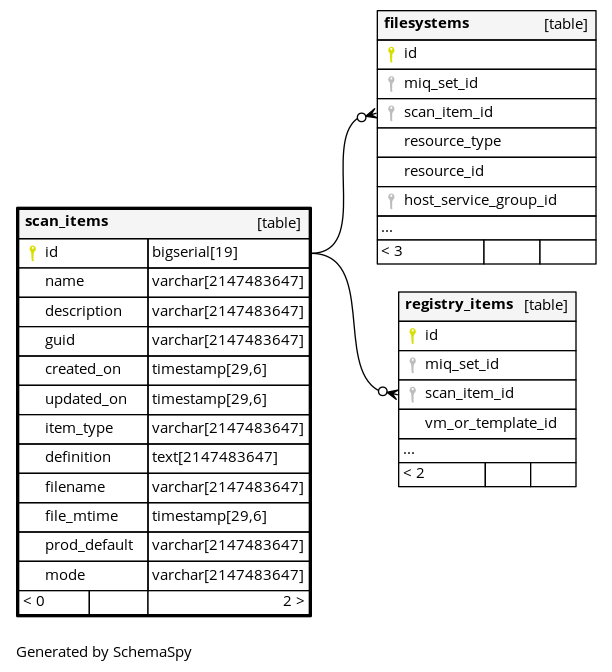 filesystems [table]
id
miq_set_id
scan_item_id
resource_type
resource_id
host_service_group_id
...
< 3
scan_items [table]
id bigserial[19]
name varchar[2147483647]
description varchar[2147483647]
guid varchar[2147483647]
created_on timestamp[29,6]
updated_on timestamp[29,6]
item_type varchar[2147483647]
definition text[2147483647]
filename varchar[2147483647]
file_mtime timestamp[29,6]
prod_default varchar[2147483647]
mode varchar[2147483647]
< 0 2 >
registry_items [table]
id
miq_set_id
scan_item_id
vm_or_template_id
...
< 2
Generated by SchemaSpy